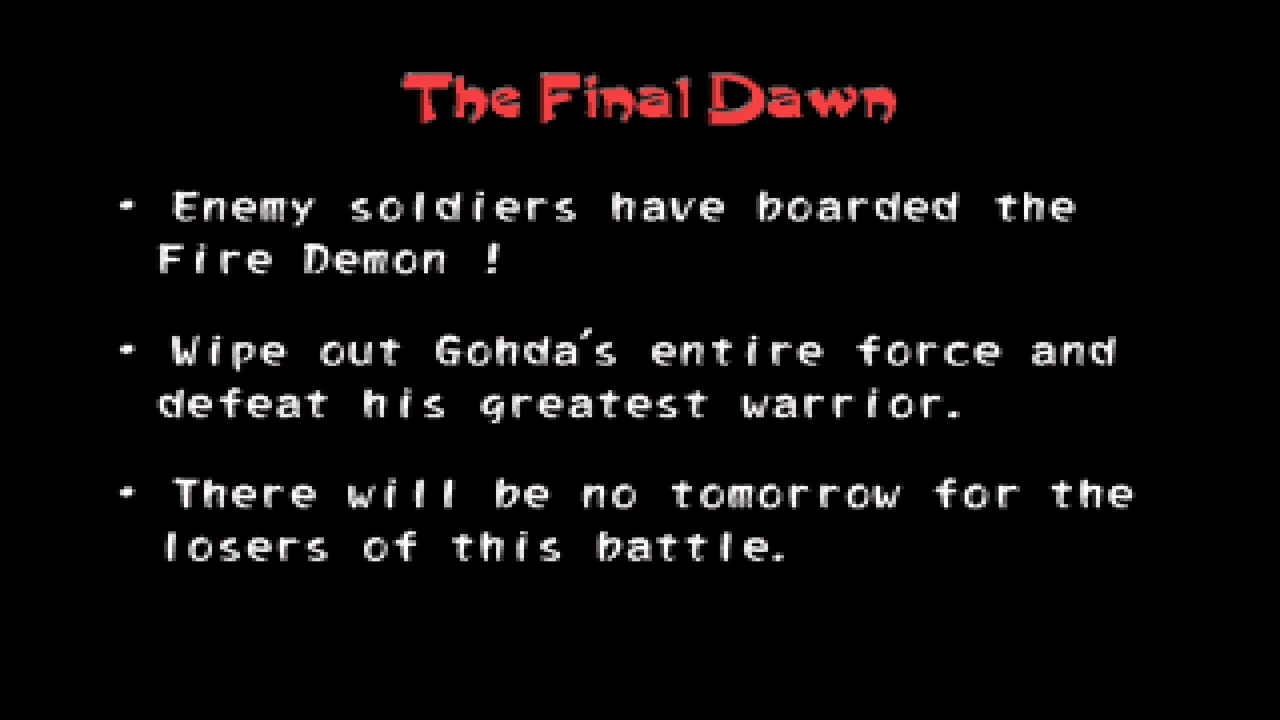 The Final Dawn
· Enemy soldiers have boarded the
Fire Demon !
· Wipe out Gohda's entire force and
defeat his greatest warrior.
· There will be no tomorrow for the
losers of this battle.